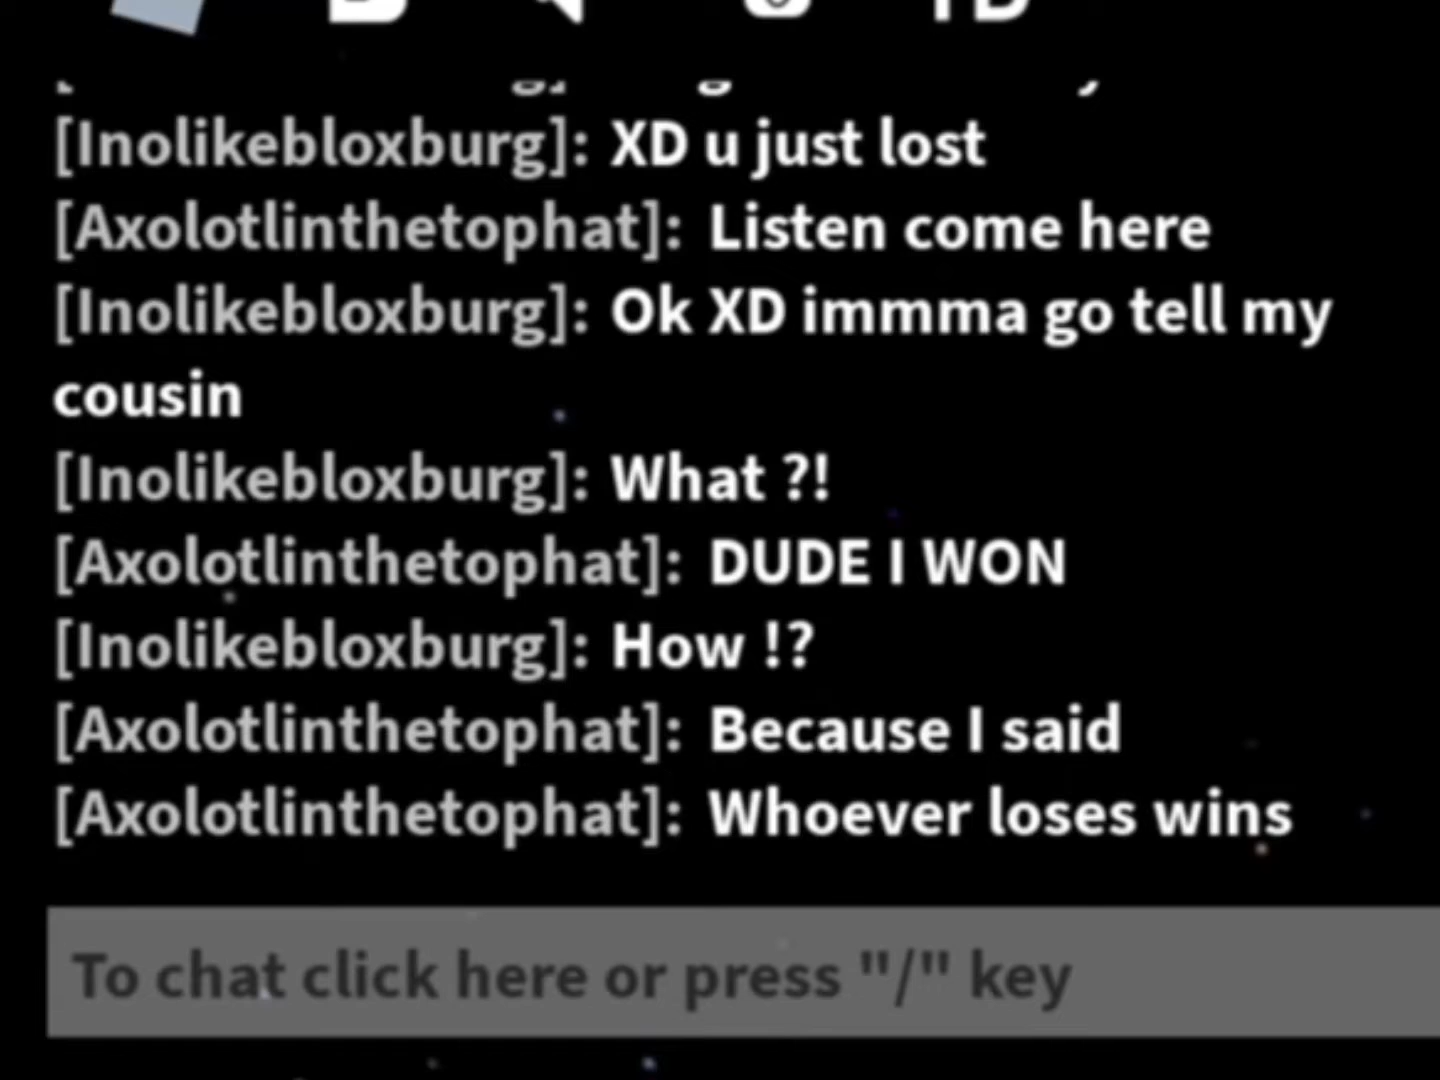 [Inolikebloxburg]: XD u just lost
[Axolotlinthetophat]: Listen come here
[Inolikebloxburg]: Ok XD immma go tell my
cousin
[Inolikebloxburg]: What ?!
[Axolotlinthetophat]: DUDE I WON
[Inolikebloxburg]: How !?
[Axolotlinthetophat]: Because I said
[Axolotlinthetophat]: Whoever loses wins
To chat click here or press "/" key